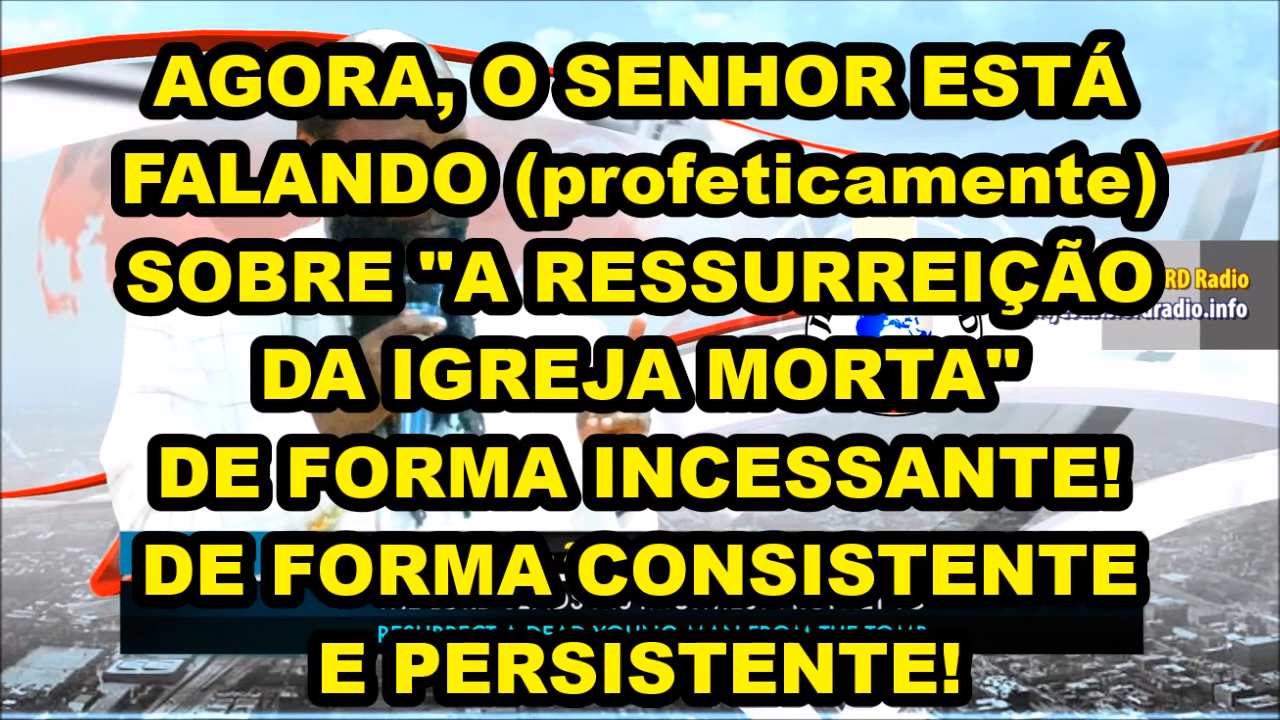 AGORA, O SENHOR ESTÁ
FALANDO (profeticamente)
SOBRE "A RESSURREIÇÃO
DA IGREJA MORTA"
DE FORMA INCESSANTE!
DE FORMA CONSISTENTE
E PERSISTENTE!
RD Radio
radio.info
RESURRECT A DEAD YOUNG MAN FROM THE TOMB